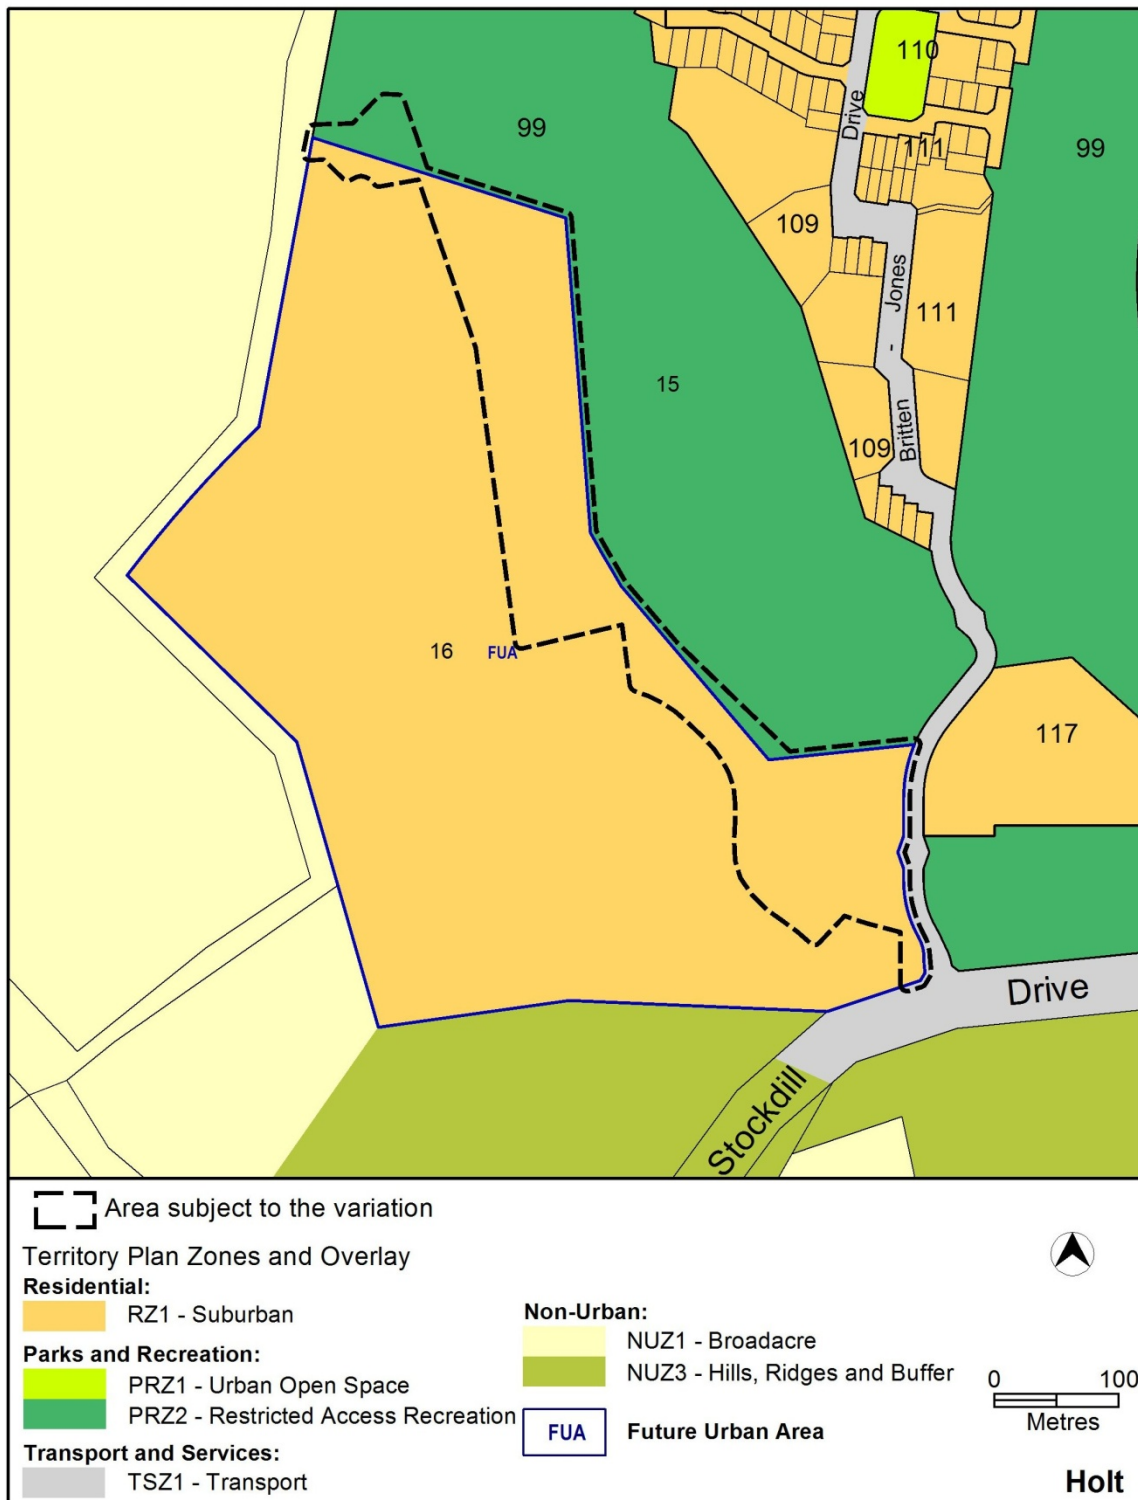 110
99
Drive
111
99
109
Jones
-
111
15
Britten
109
16
FUA
117
Drive
Stockdill
Area subject to the variation
Territory Plan Zones and Overlay
Residential:
RZ1 - Suburban
Parks and Recreation:
PRZ1 - Urban Open Space
PRZ2 - Restricted Access Recreation
Transport and Services:
TSZ1 - Transport
Non-Urban:
NUZ1 - Broadacre
NUZ3 - Hills, Ridges and Buffer
FUA Future Urban Area
0 100
Metres
Holt